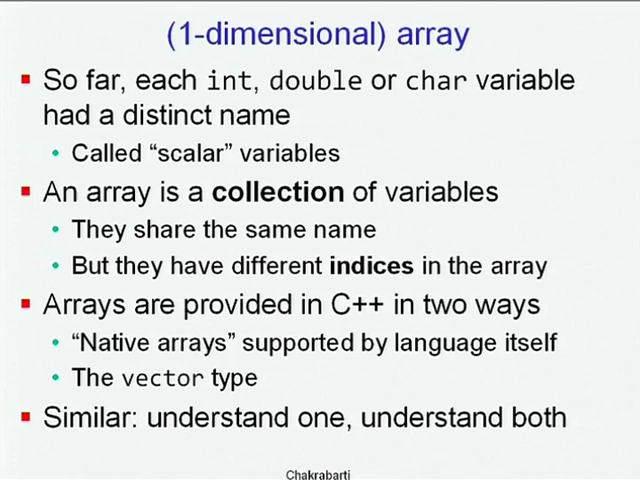 (1-dimensional) array
▪ So far, each int, double or char variable
had a distinct name
• Called “scalar” variables
▪ An array is a collection of variables
• They share the same name
• But they have different indices in the array
▪ Arrays are provided in C++ in two ways
• “Native arrays” supported by language itself
• The vector type
▪ Similar: understand one, understand both
Chakrabarti